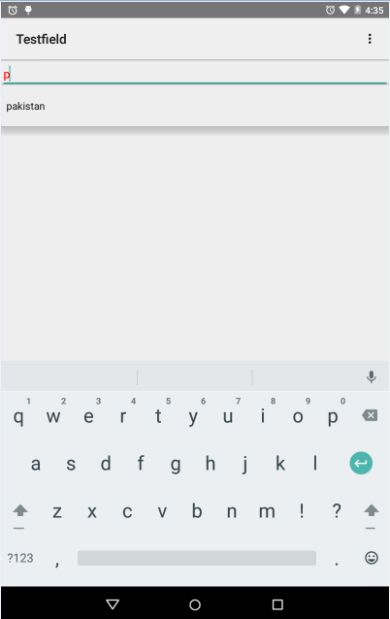 4:35
Testfield
p
pakistan
1 2 3 4 5 6 7 8 9 0
q w e r t y u i o p
a s d f g h j k l
z x c v b n m ! ?
?123 , .